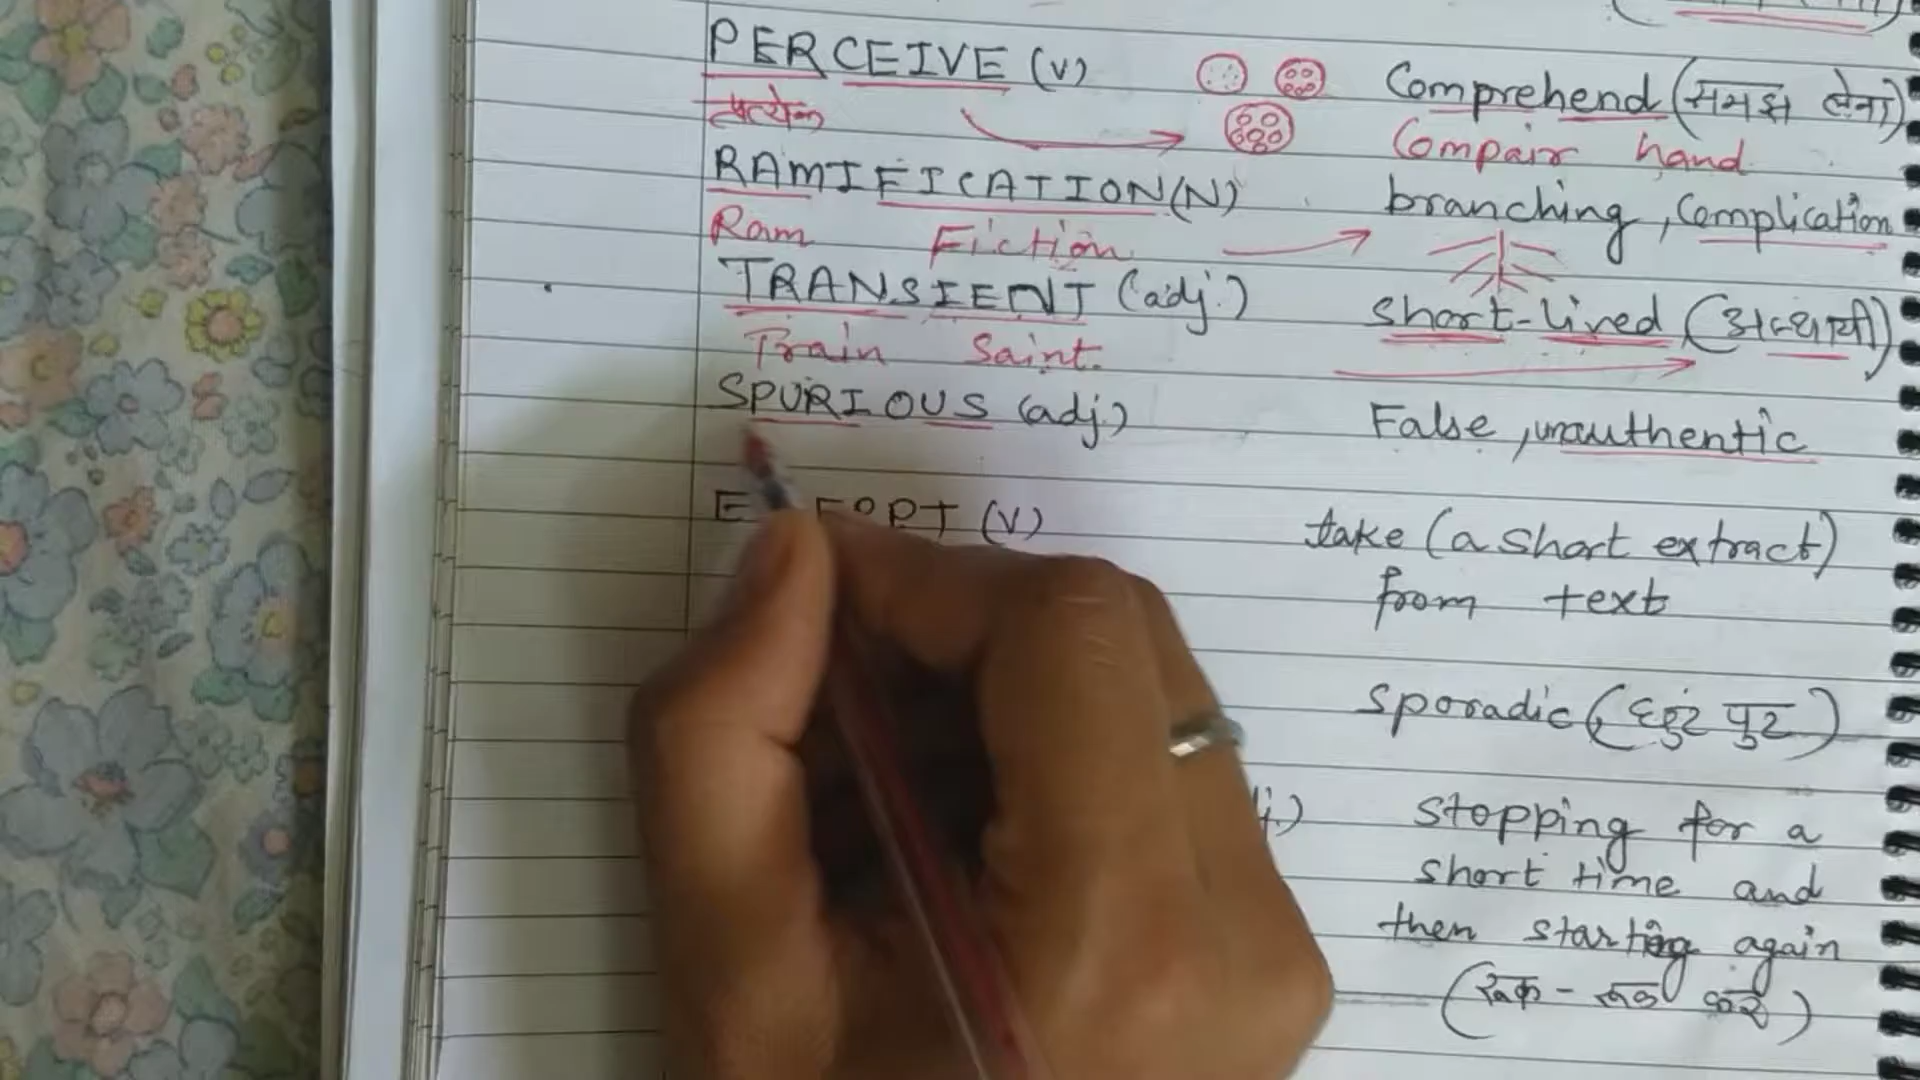 PERCEIVE (V) Comprehend (समझ लेना)
प्रत्येक Compair hand
RAMIFICATION(N) branching, Complication
Ram Fiction
TRANSIENT (adj.) short-lived (अस्थायी)
Train Saint.
SPURIOUS (adj.) False, unauthentic
(V) take (a short extract)
from text
sporadic (छिट पुट)
j.) stopping for a
short time and
then starting again
(रुक - रुक कर)